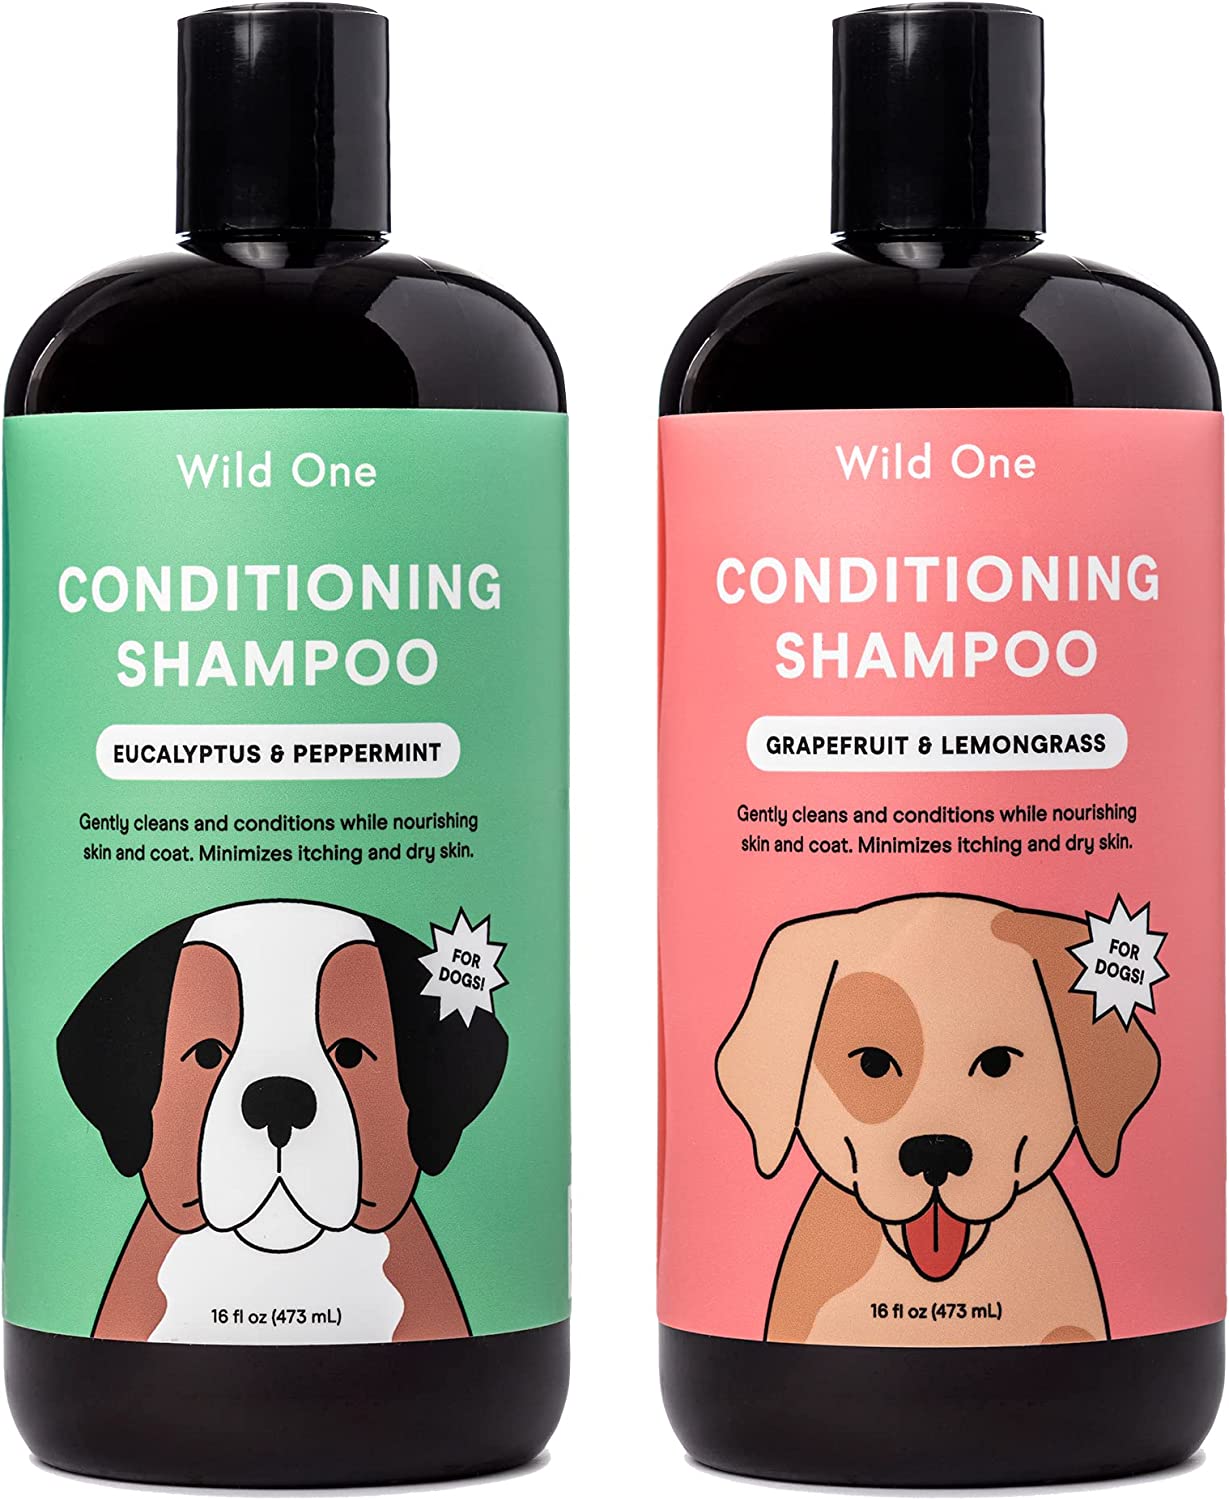 Wild One
CONDITIONING
SHAMPOO
EUCALYPTUS & PEPPERMINT
Gently cleans and conditions while nourishing
skin and coat. Minimizes itching and dry skin.
FOR
DOGS!
16 fl oz (473 mL)
Wild One
CONDITIONING
SHAMPOO
GRAPEFRUIT & LEMONGRASS
Gently cleans and conditions while nourishing
skin and coat. Minimizes itching and dry skin.
FOR
DOGS!
16 fl oz (473 mL)